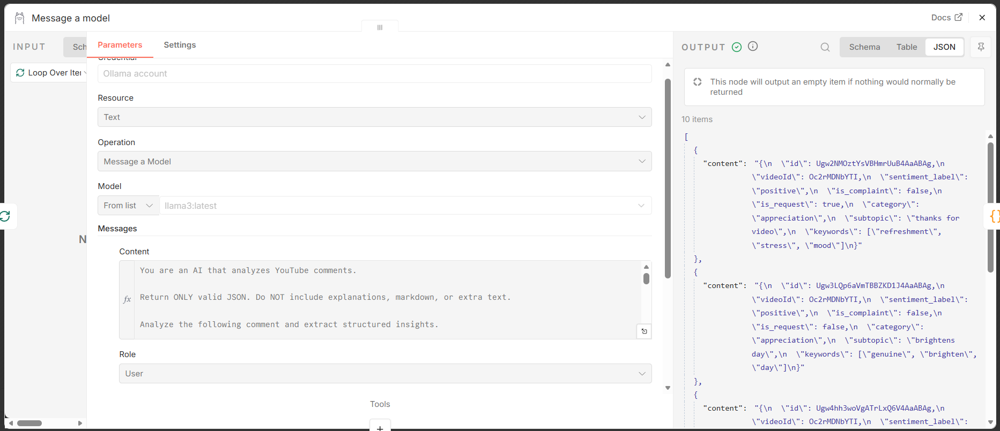 Message a model
Docs
INPUT
Sch
Parameters
Settings
OUTPUT
Schema
Table
JSON
Loop Over Iter
Credential
Ollama account
Resource
Text
Operation
Message a Model
Model
From list
llama3:latest
Messages
N
Content
fx
You are an AI that analyzes YouTube comments.
Return ONLY valid JSON. Do NOT include explanations, markdown, or extra text.
Analyze the following comment and extract structured insights.
Role
User
Tools
+
This node will output an empty item if nothing would normally be
returned
10 items
[
{
"content": "{\n  \"id\": Ugw2NMOztYsVBHmrUuB4AaABAg,\n
\"videoId\": Oc2rMDNbYTI,\n  \"sentiment_label\":
\"positive\",\n  \"is_complaint\": false,\n
\"is_request\": true,\n  \"category\":
\"appreciation\",\n  \"subtopic\": \"thanks for
video\",\n  \"keywords\": [\"refreshment\",
\"stress\", \"mood\"]\n}"
},
{
"content": "{\n  \"id\": Ugw3LQp6aVmTBBZKD1J4AaABAg,\n
\"videoId\": Oc2rMDNbYTI,\n  \"sentiment_label\":
\"positive\",\n  \"is_complaint\": false,\n
\"is_request\": false,\n  \"category\":
\"appreciation\",\n  \"subtopic\": \"brightens
day\",\n  \"keywords\": [\"genuine\", \"brighten\",
\"day\"]\n}"
},
{
"content": "{\n  \"id\": Ugw4hh3woVgATrLxQ6V4AaABAg,\n
\"videoId\": Oc2rMDNbYTI,\n  \"sentiment_label\":